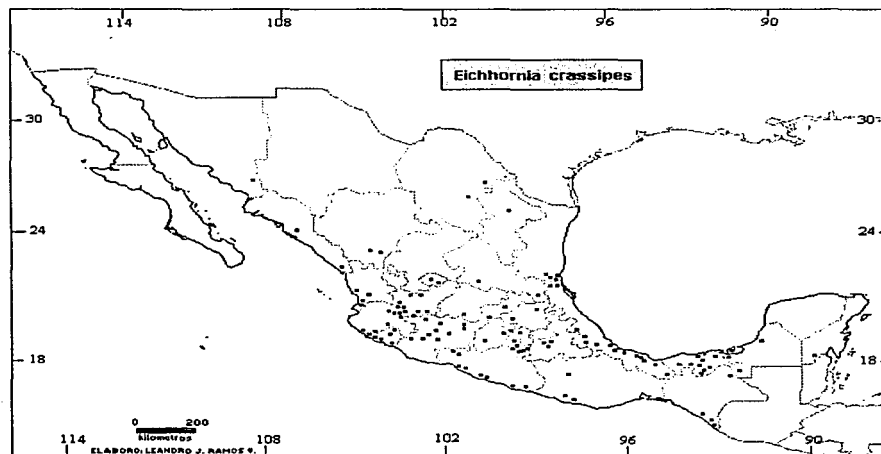 114 108 102 96 90
Eichhornia crassipes
30 30
24 24
18 18
0 200
kilometros
114 108 102 96 90
ELABORO: LEANDRO J. RAMOS